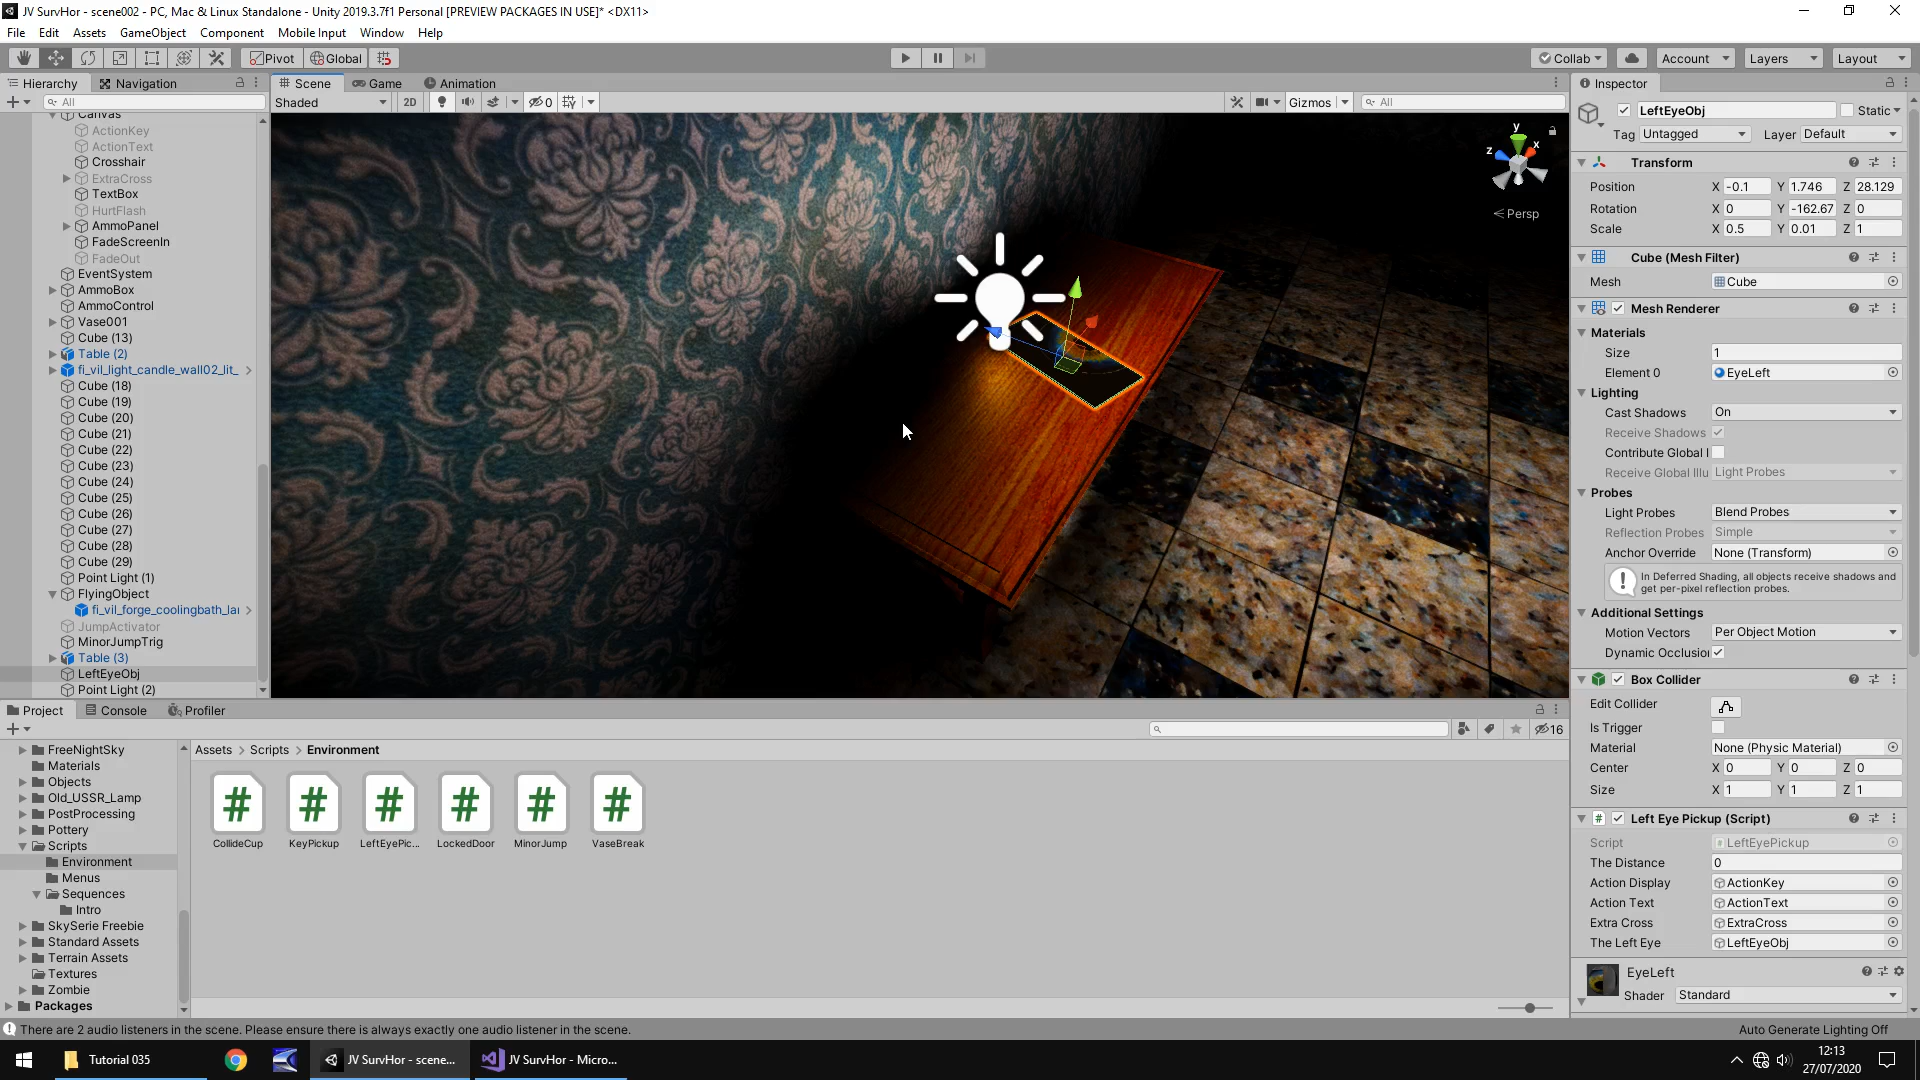 JV SurvHor - scene002 - PC, Mac & Linux Standalone - Unity 2019.3.7f1 Personal [PREVIEW PACKAGES IN USE]* <DX11>
File Edit Assets GameObject Component Mobile Input Window Help
Pivot Global Collab Account Layers Layout
Hierarchy Navigation
All
Canvas
ActionKey
ActionText
Crosshair
ExtraCross
TextBox
HurtFlash
AmmoPanel
FadeScreenIn
FadeOut
EventSystem
AmmoBox
AmmoControl
Vase001
Cube (13)
Table (2)
fi_vil_light_candle_wall02_lit_
Cube (18)
Cube (19)
Cube (20)
Cube (21)
Cube (22)
Cube (23)
Cube (24)
Cube (25)
Cube (26)
Cube (27)
Cube (28)
Cube (29)
Point Light (1)
FlyingObject
fi_vil_forge_coolingbath_la
JumpActivator
MinorJumpTrig
Table (3)
LeftEyeObj
Point Light (2)
Scene Game Animation
Shaded 2D 0 Gizmos All
y
z x
Persp
Inspector
LeftEyeObj Static
Tag Untagged Layer Default
Transform
Position X -0.1 Y 1.746 Z 28.129
Rotation X 0 Y -162.67 Z 0
Scale X 0.5 Y 0.01 Z 1
Cube (Mesh Filter)
Mesh Cube
Mesh Renderer
Materials
Size 1
Element 0 EyeLeft
Lighting
Cast Shadows On
Receive Shadows
Contribute Global I
Receive Global Illu Light Probes
Probes
Light Probes Blend Probes
Reflection Probes Simple
Anchor Override None (Transform)
In Deferred Shading, all objects receive shadows and
get per-pixel reflection probes.
Additional Settings
Motion Vectors Per Object Motion
Dynamic Occlusion
Box Collider
Edit Collider
Is Trigger
Material None (Physic Material)
Center X 0 Y 0 Z 0
Size X 1 Y 1 Z 1
Left Eye Pickup (Script)
Script LeftEyePickup
The Distance 0
Action Display ActionKey
Action Text ActionText
Extra Cross ExtraCross
The Left Eye LeftEyeObj
EyeLeft
Shader Standard
Project Console Profiler
16
FreeNightSky
Materials
Objects
Old_USSR_Lamp
PostProcessing
Pottery
Scripts
Environment
Menus
Sequences
Intro
SkySerie Freebie
Standard Assets
Terrain Assets
Textures
Zombie
Packages
Assets > Scripts > Environment
CollideCup KeyPickup LeftEyePic... LockedDoor MinorJump VaseBreak
There are 2 audio listeners in the scene. Please ensure there is always exactly one audio listener in the scene.
Auto Generate Lighting Off
Tutorial 035 JV SurvHor - scene... JV SurvHor - Micro...
12:13
27/07/2020